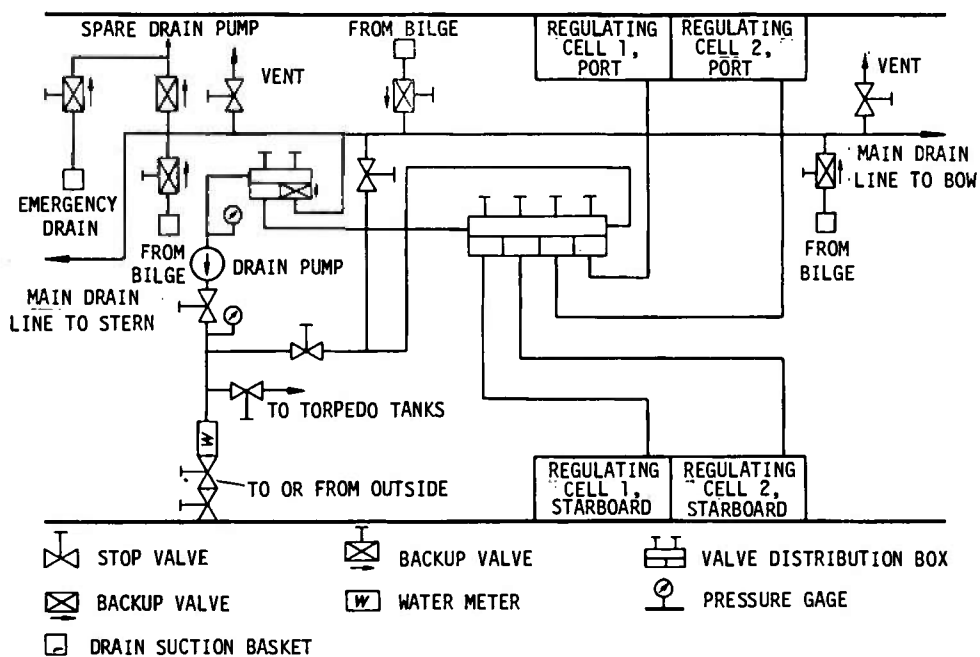 SPARE DRAIN PUMP
VENT
FROM BILGE
REGULATING
CELL 1,
PORT
REGULATING
CELL 2,
PORT
VENT
MAIN DRAIN
LINE TO BOW
EMERGENCY
DRAIN
FROM
BILGE
DRAIN PUMP
FROM
BILGE
MAIN DRAIN
LINE TO STERN
TO TORPEDO TANKS
W
TO OR FROM OUTSIDE
REGULATING
CELL 1,
STARBOARD
REGULATING
CELL 2,
STARBOARD
STOP VALVE
BACKUP VALVE
VALVE DISTRIBUTION BOX
BACKUP VALVE
W
WATER METER
PRESSURE GAGE
DRAIN SUCTION BASKET